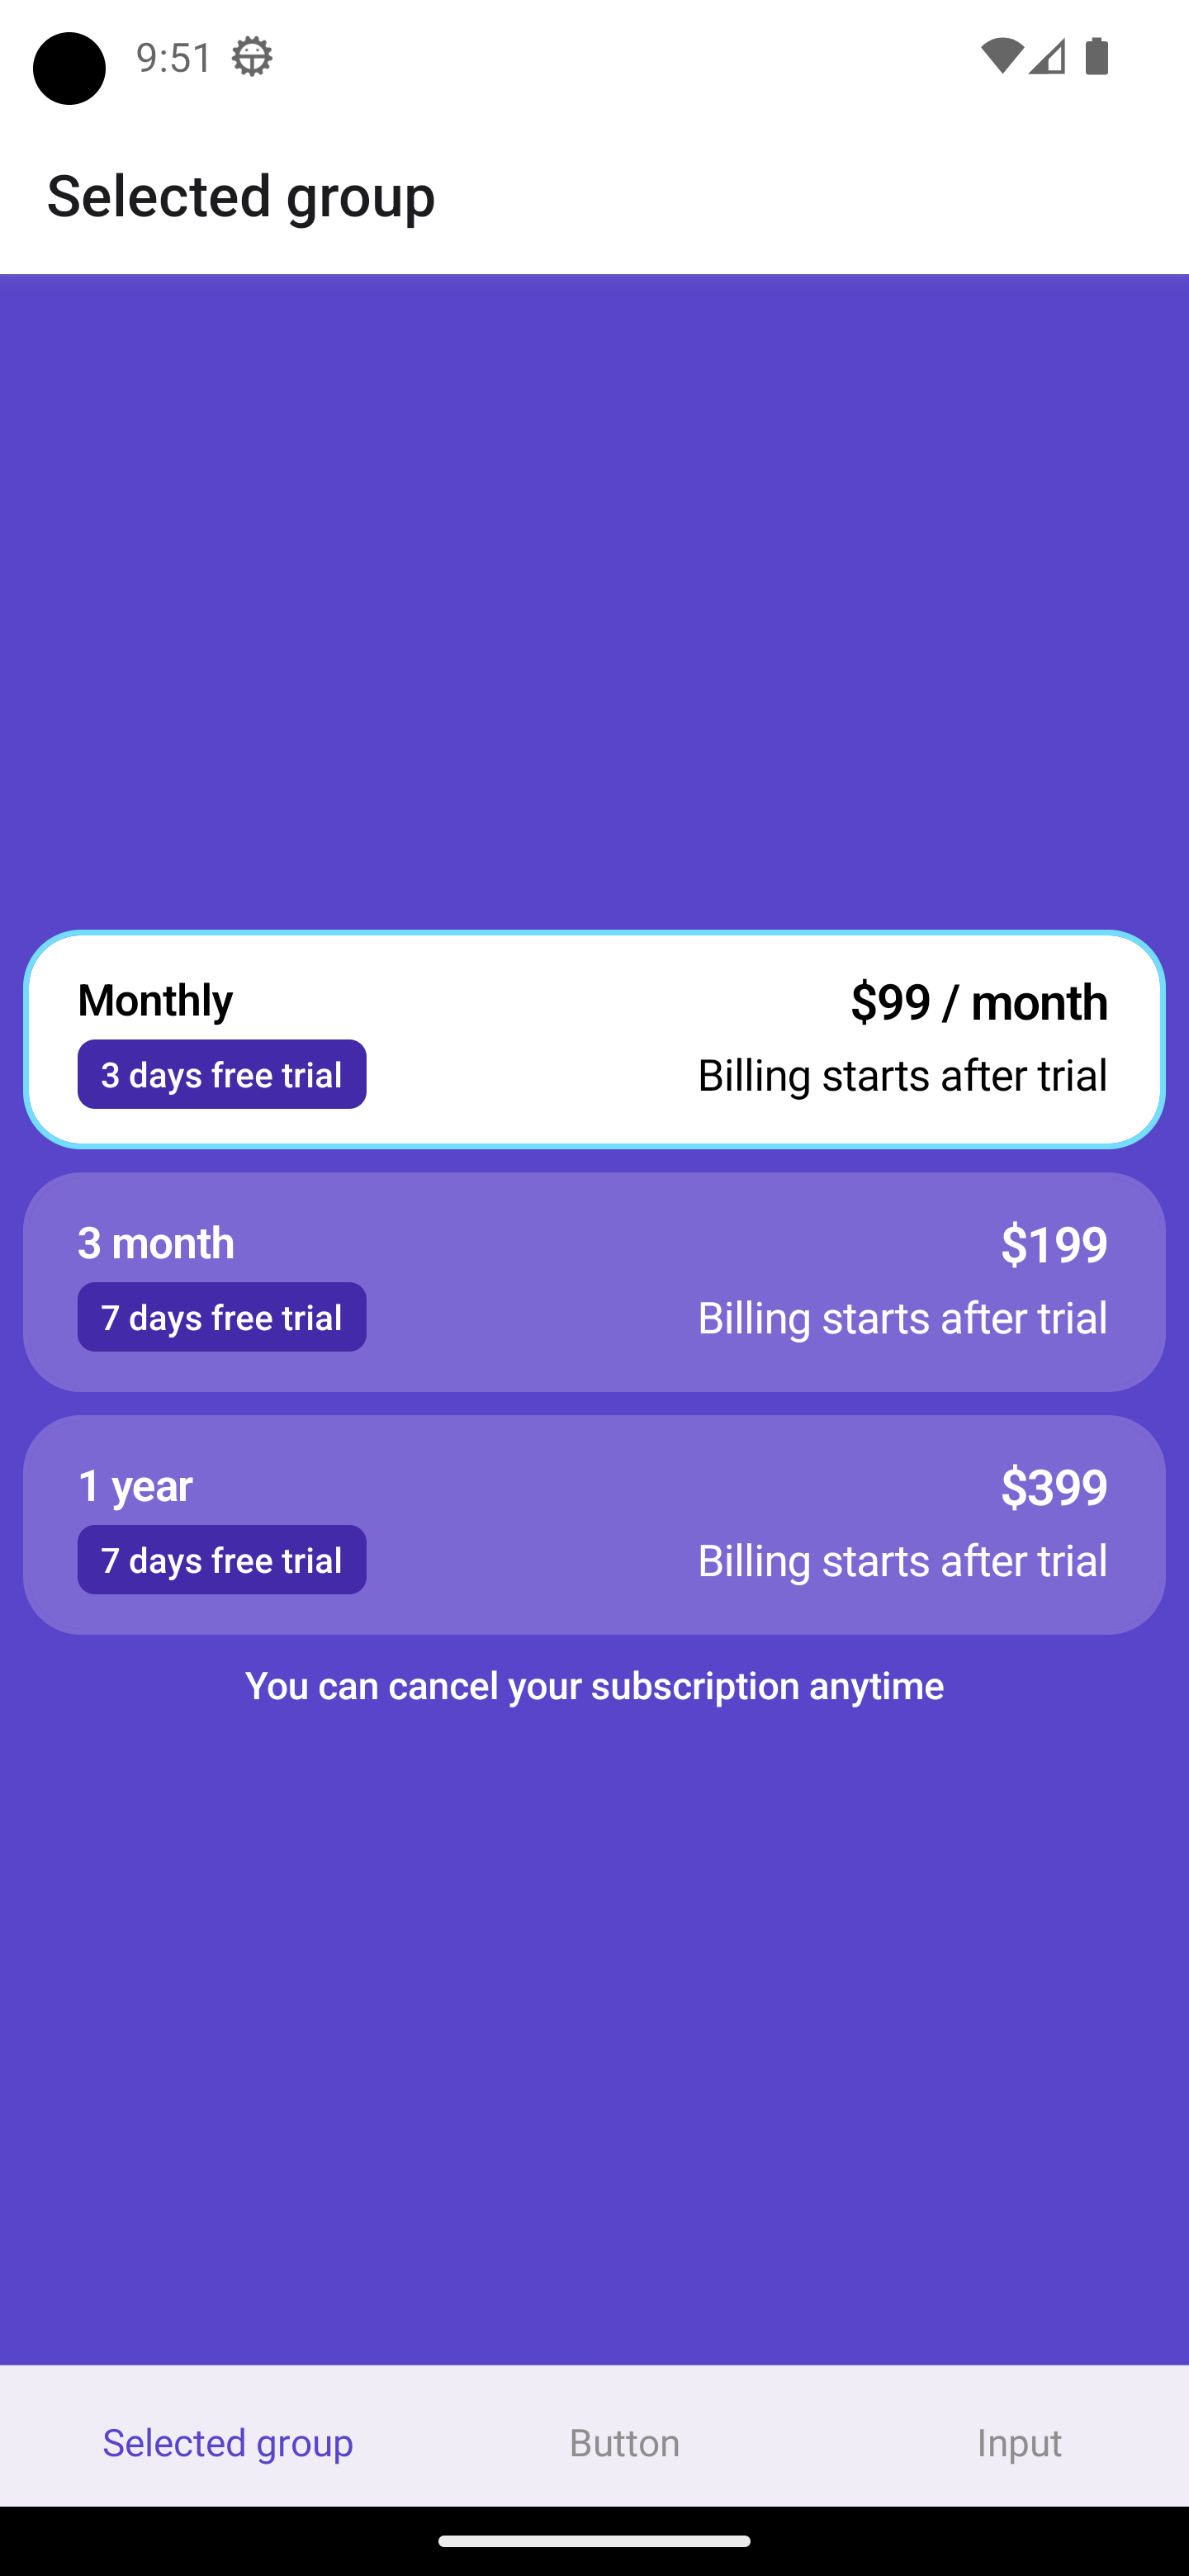 9:51
Selected group
Monthly
$99 / month
3 days free trial
Billing starts after trial
3 month
$199
7 days free trial
Billing starts after trial
1 year
$399
7 days free trial
Billing starts after trial
You can cancel your subscription anytime
Selected group
Button
Input